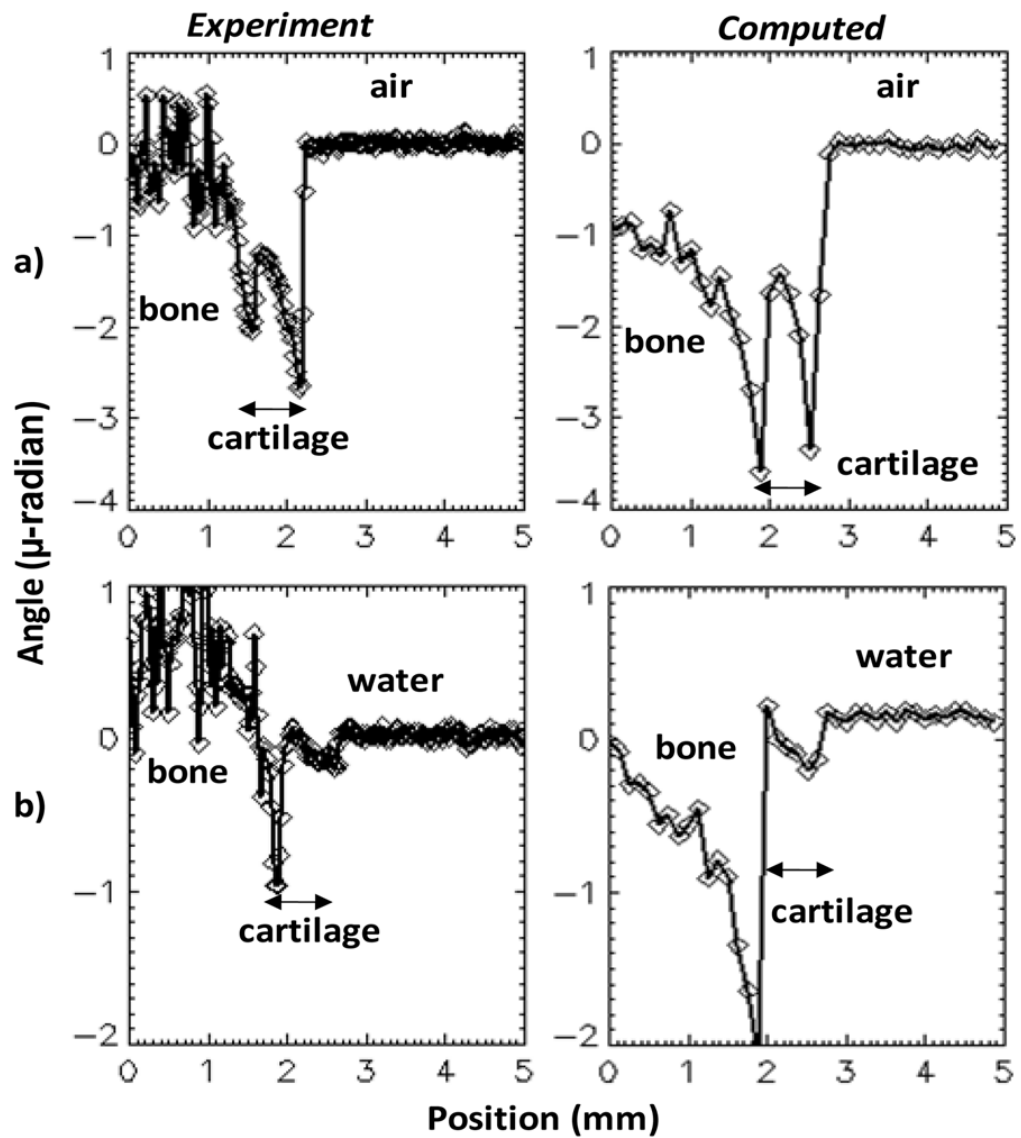 Experiment
Computed
a)
1
0
−1
−2
−3
−4
air
bone
cartilage
0 1 2 3 4 5
1
0
−1
−2
−3
−4
air
bone
cartilage
0 1 2 3 4 5
Angle (μ-radian)
b)
1
0
−1
−2
water
bone
cartilage
0 1 2 3 4 5
1
0
−1
−2
water
bone
cartilage
0 1 2 3 4 5
Position (mm)